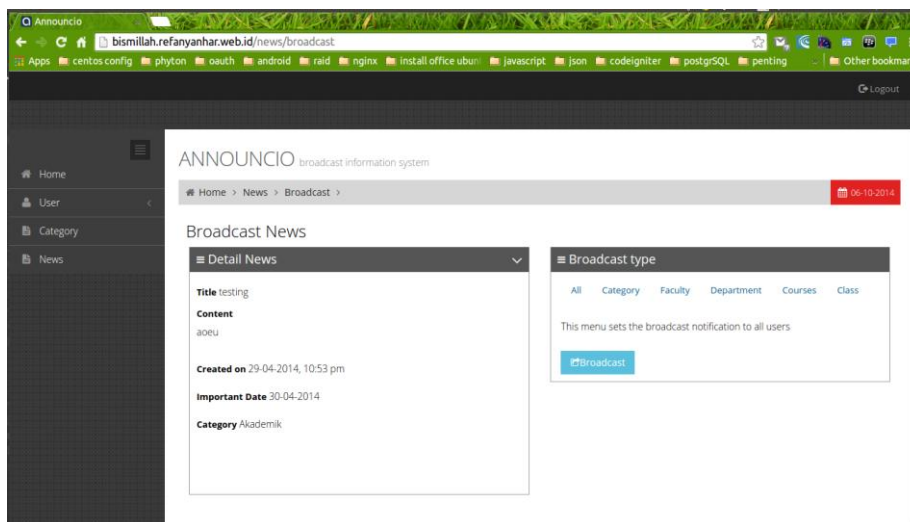 Announcio
bismillah.refanyanhar.web.id/news/broadcast
Apps centos config phyton oauth android raid nginx install office ubun javascript json codeigniter postgrSQL penting Other bookmar
Logout
ANNOUNCIO broadcast information system
Home
User
Category
News
Home > News > Broadcast >
06-10-2014
Broadcast News
Detail News
Title testing
Content
aoeu
Created on 29-04-2014, 10:53 pm
Important Date 30-04-2014
Category Akademik
Broadcast type
All Category Faculty Department Courses Class
This menu sets the broadcast notification to all users
Broadcast